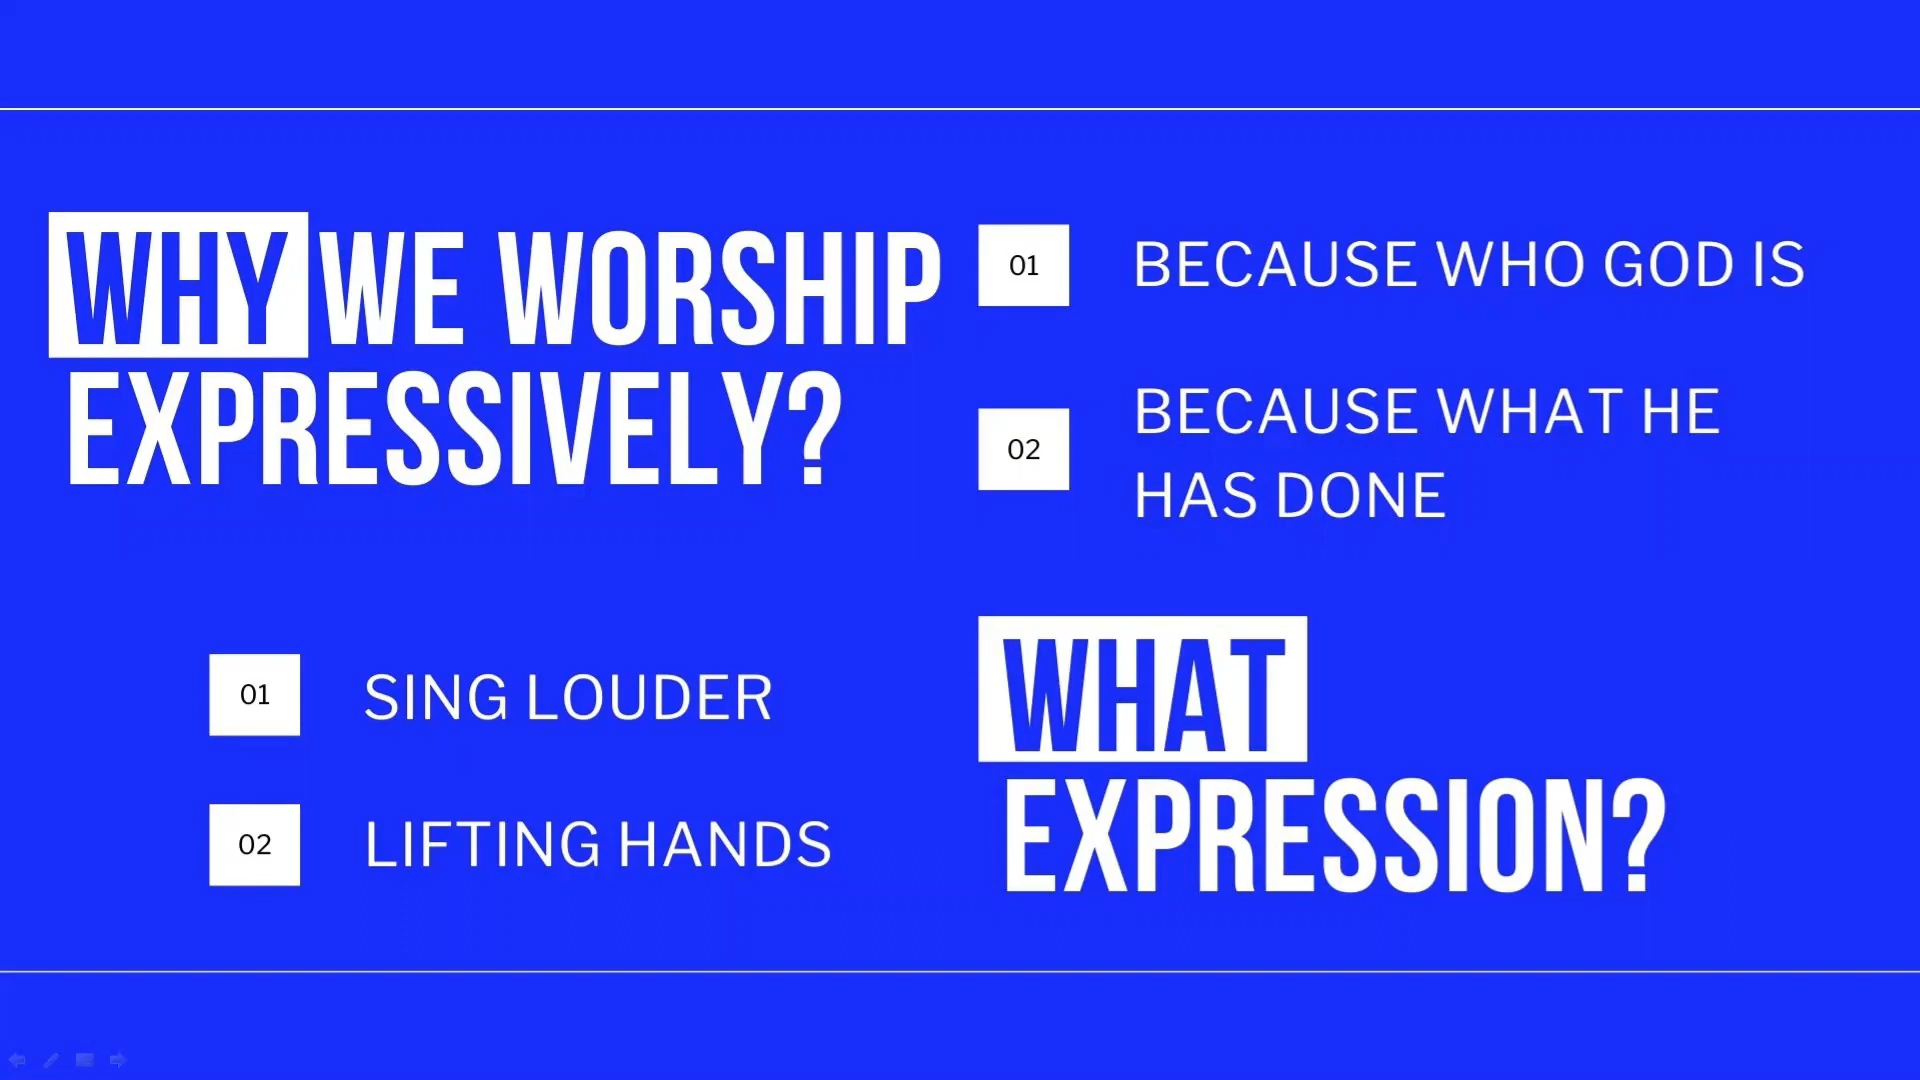 WHY WE WORSHIP
EXPRESSIVELY?
01
BECAUSE WHO GOD IS
02
BECAUSE WHAT HE
HAS DONE
WHAT
EXPRESSION?
01
SING LOUDER
02
LIFTING HANDS